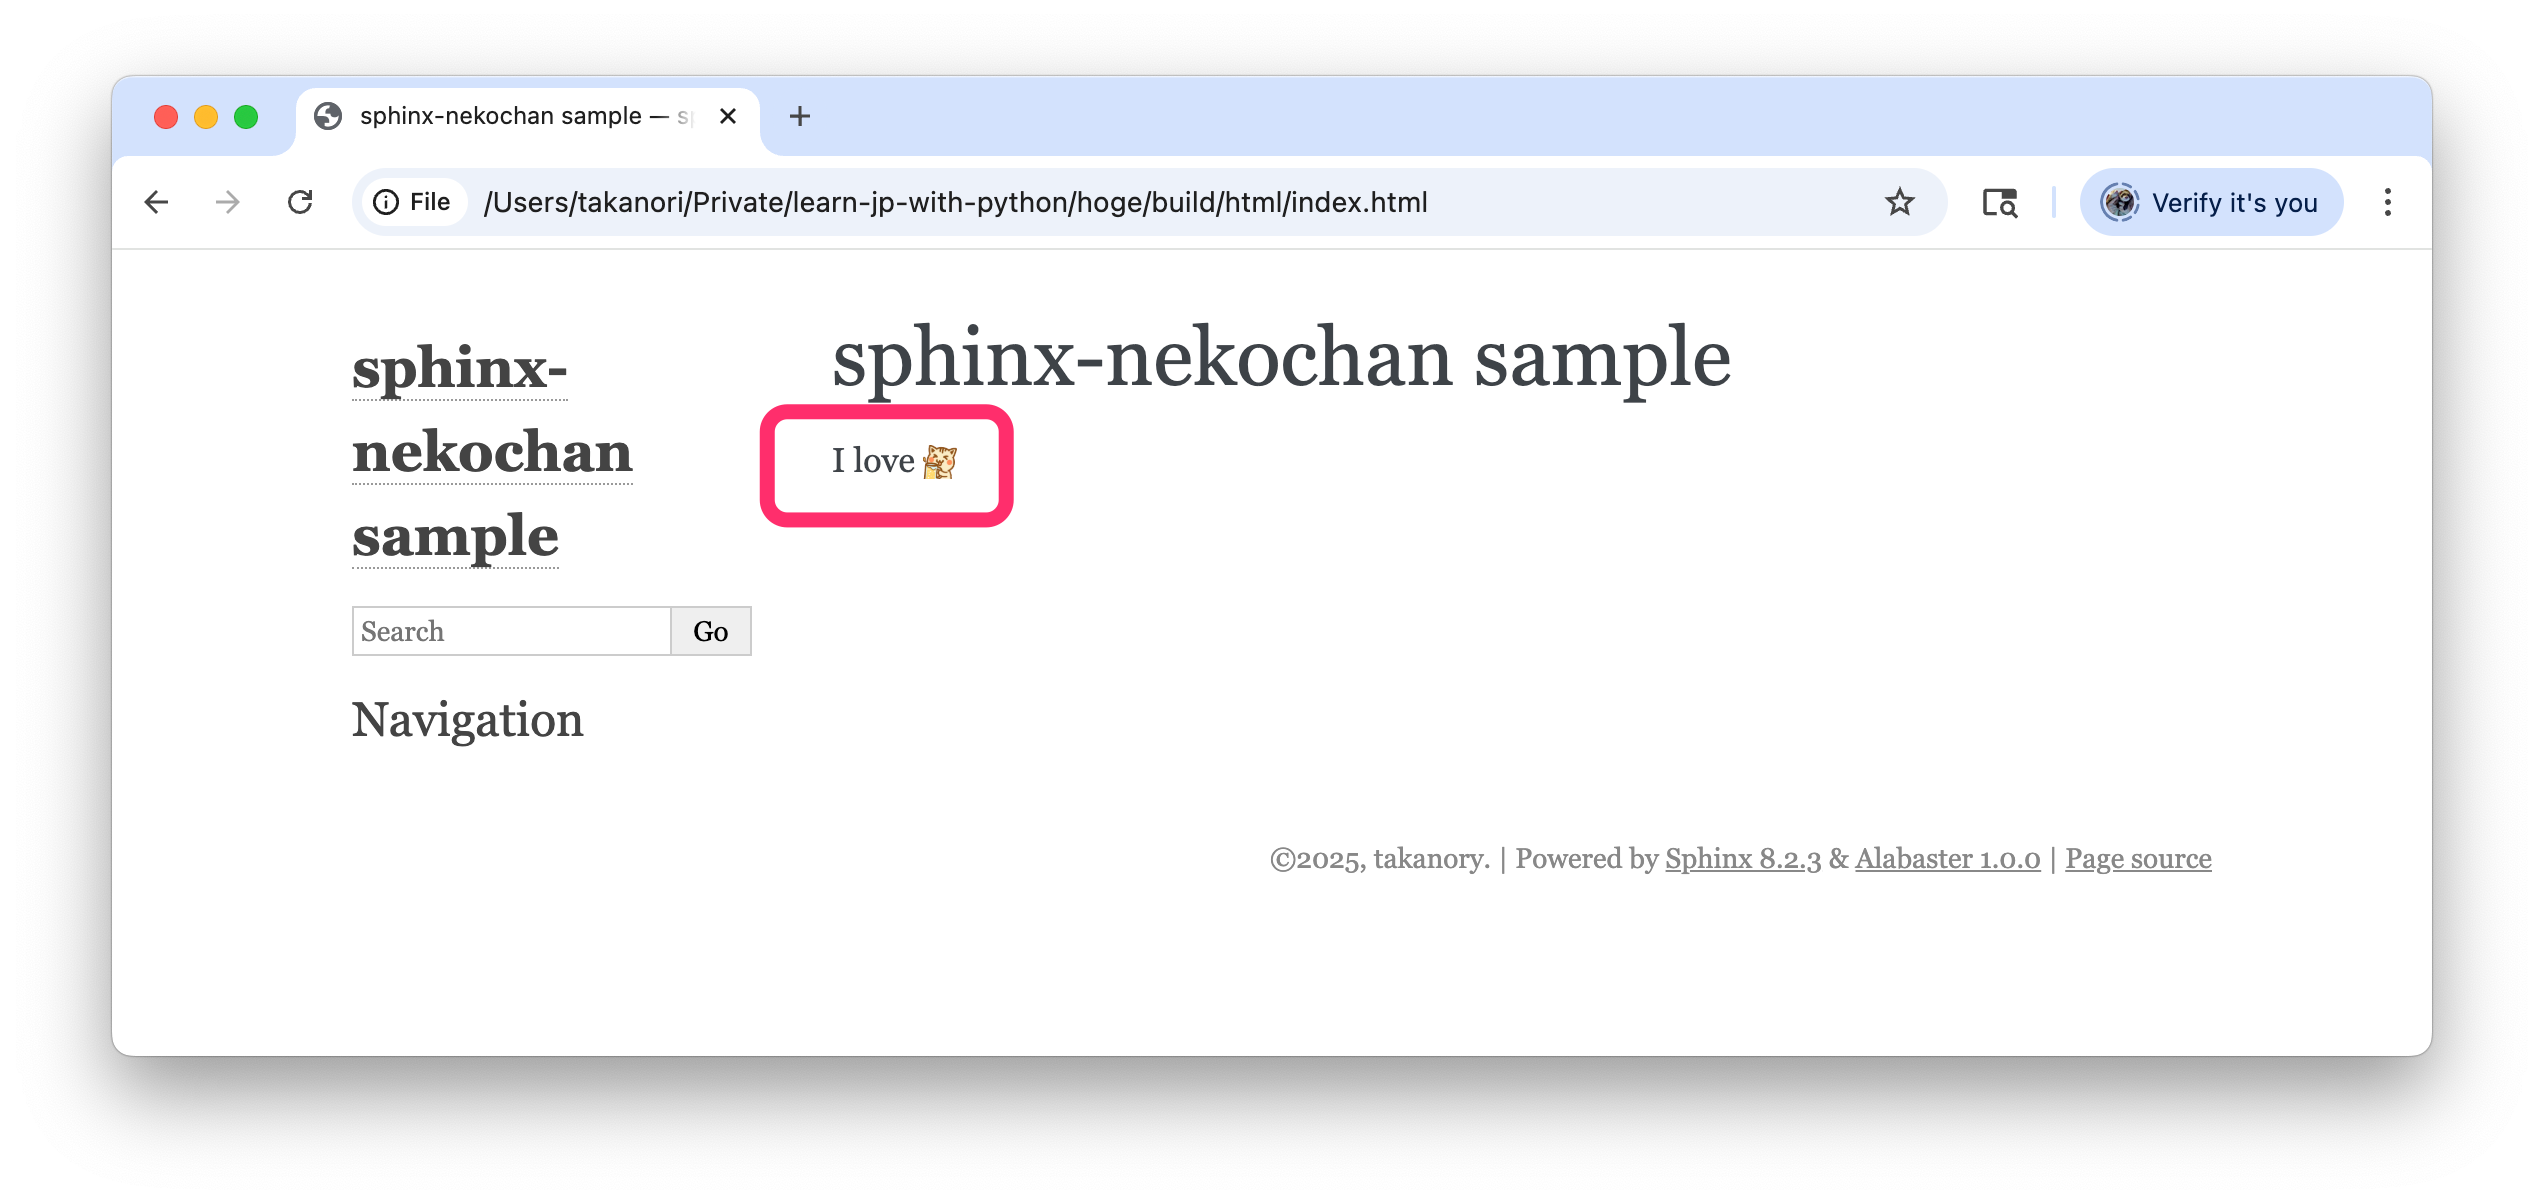 sphinx-nekochan sample —
File
/Users/takanori/Private/learn-jp-with-python/hoge/build/html/index.html
Verify it's you
sphinx-
nekochan
sample
Search
Go
Navigation
sphinx-nekochan sample
I love
©2025, takanory. | Powered by Sphinx 8.2.3 & Alabaster 1.0.0 | Page source